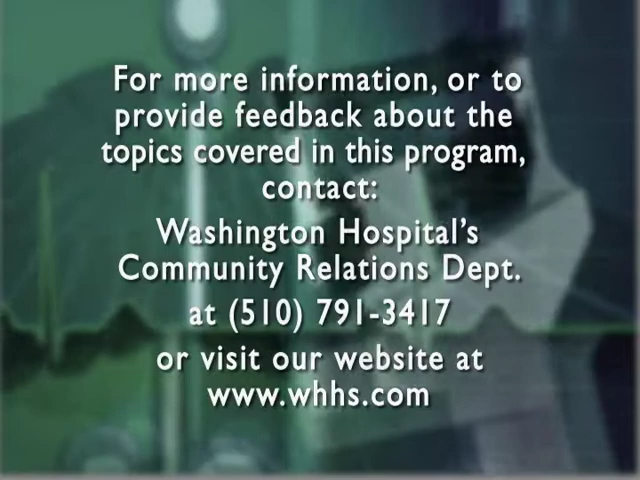 For more information, or to
provide feedback about the
topics covered in this program,
contact:
Washington Hospital's
Community Relations Dept.
at (510) 791-3417
or visit our website at
www.whhs.com